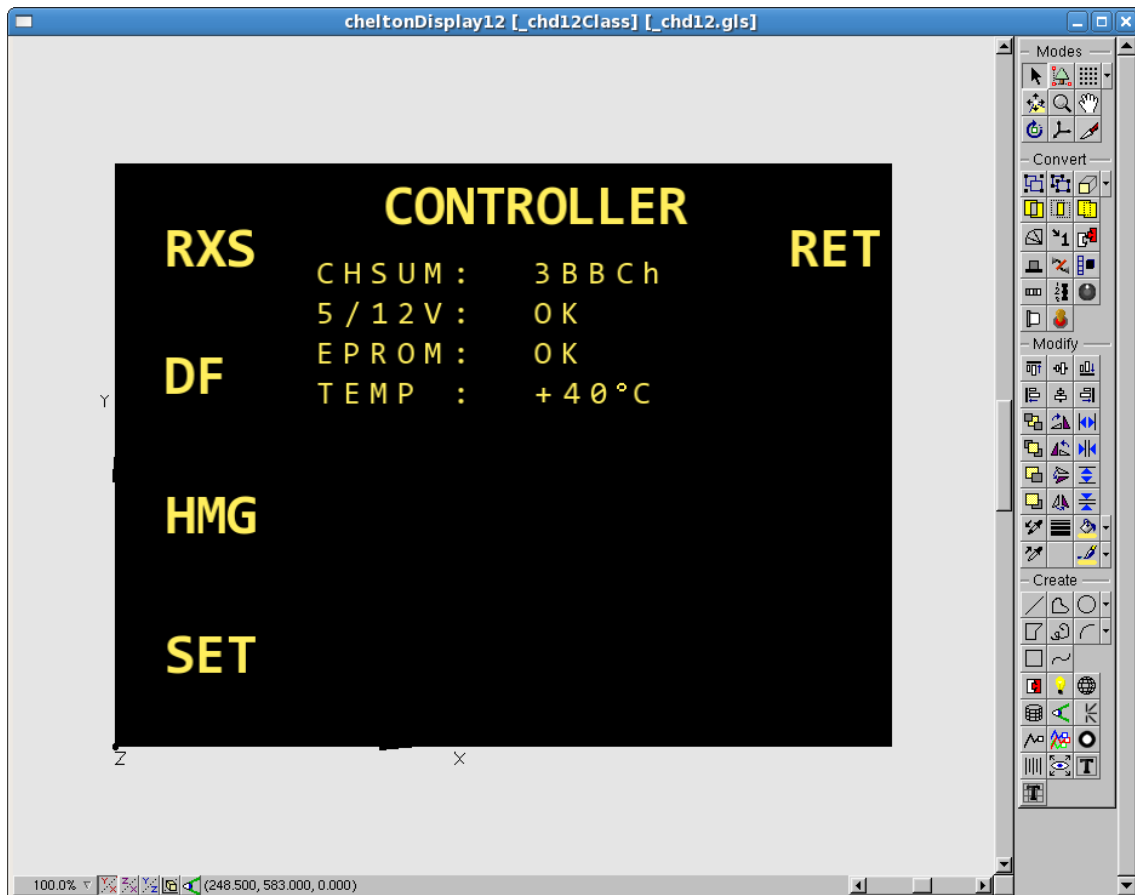 cheltonDisplay12 [_chd12Class] [_chd12.gls]
Modes
Convert
1
Modify
Create
T
T
CONTROLLER
RXS
RET
CHSUM: 3BBCh
5/12V: OK
EPROM: OK
TEMP : +40°C
DF
HMG
SET
Y
Z
X
100.0%
Y X
Z X
Y Z
(248.500, 583.000, 0.000)